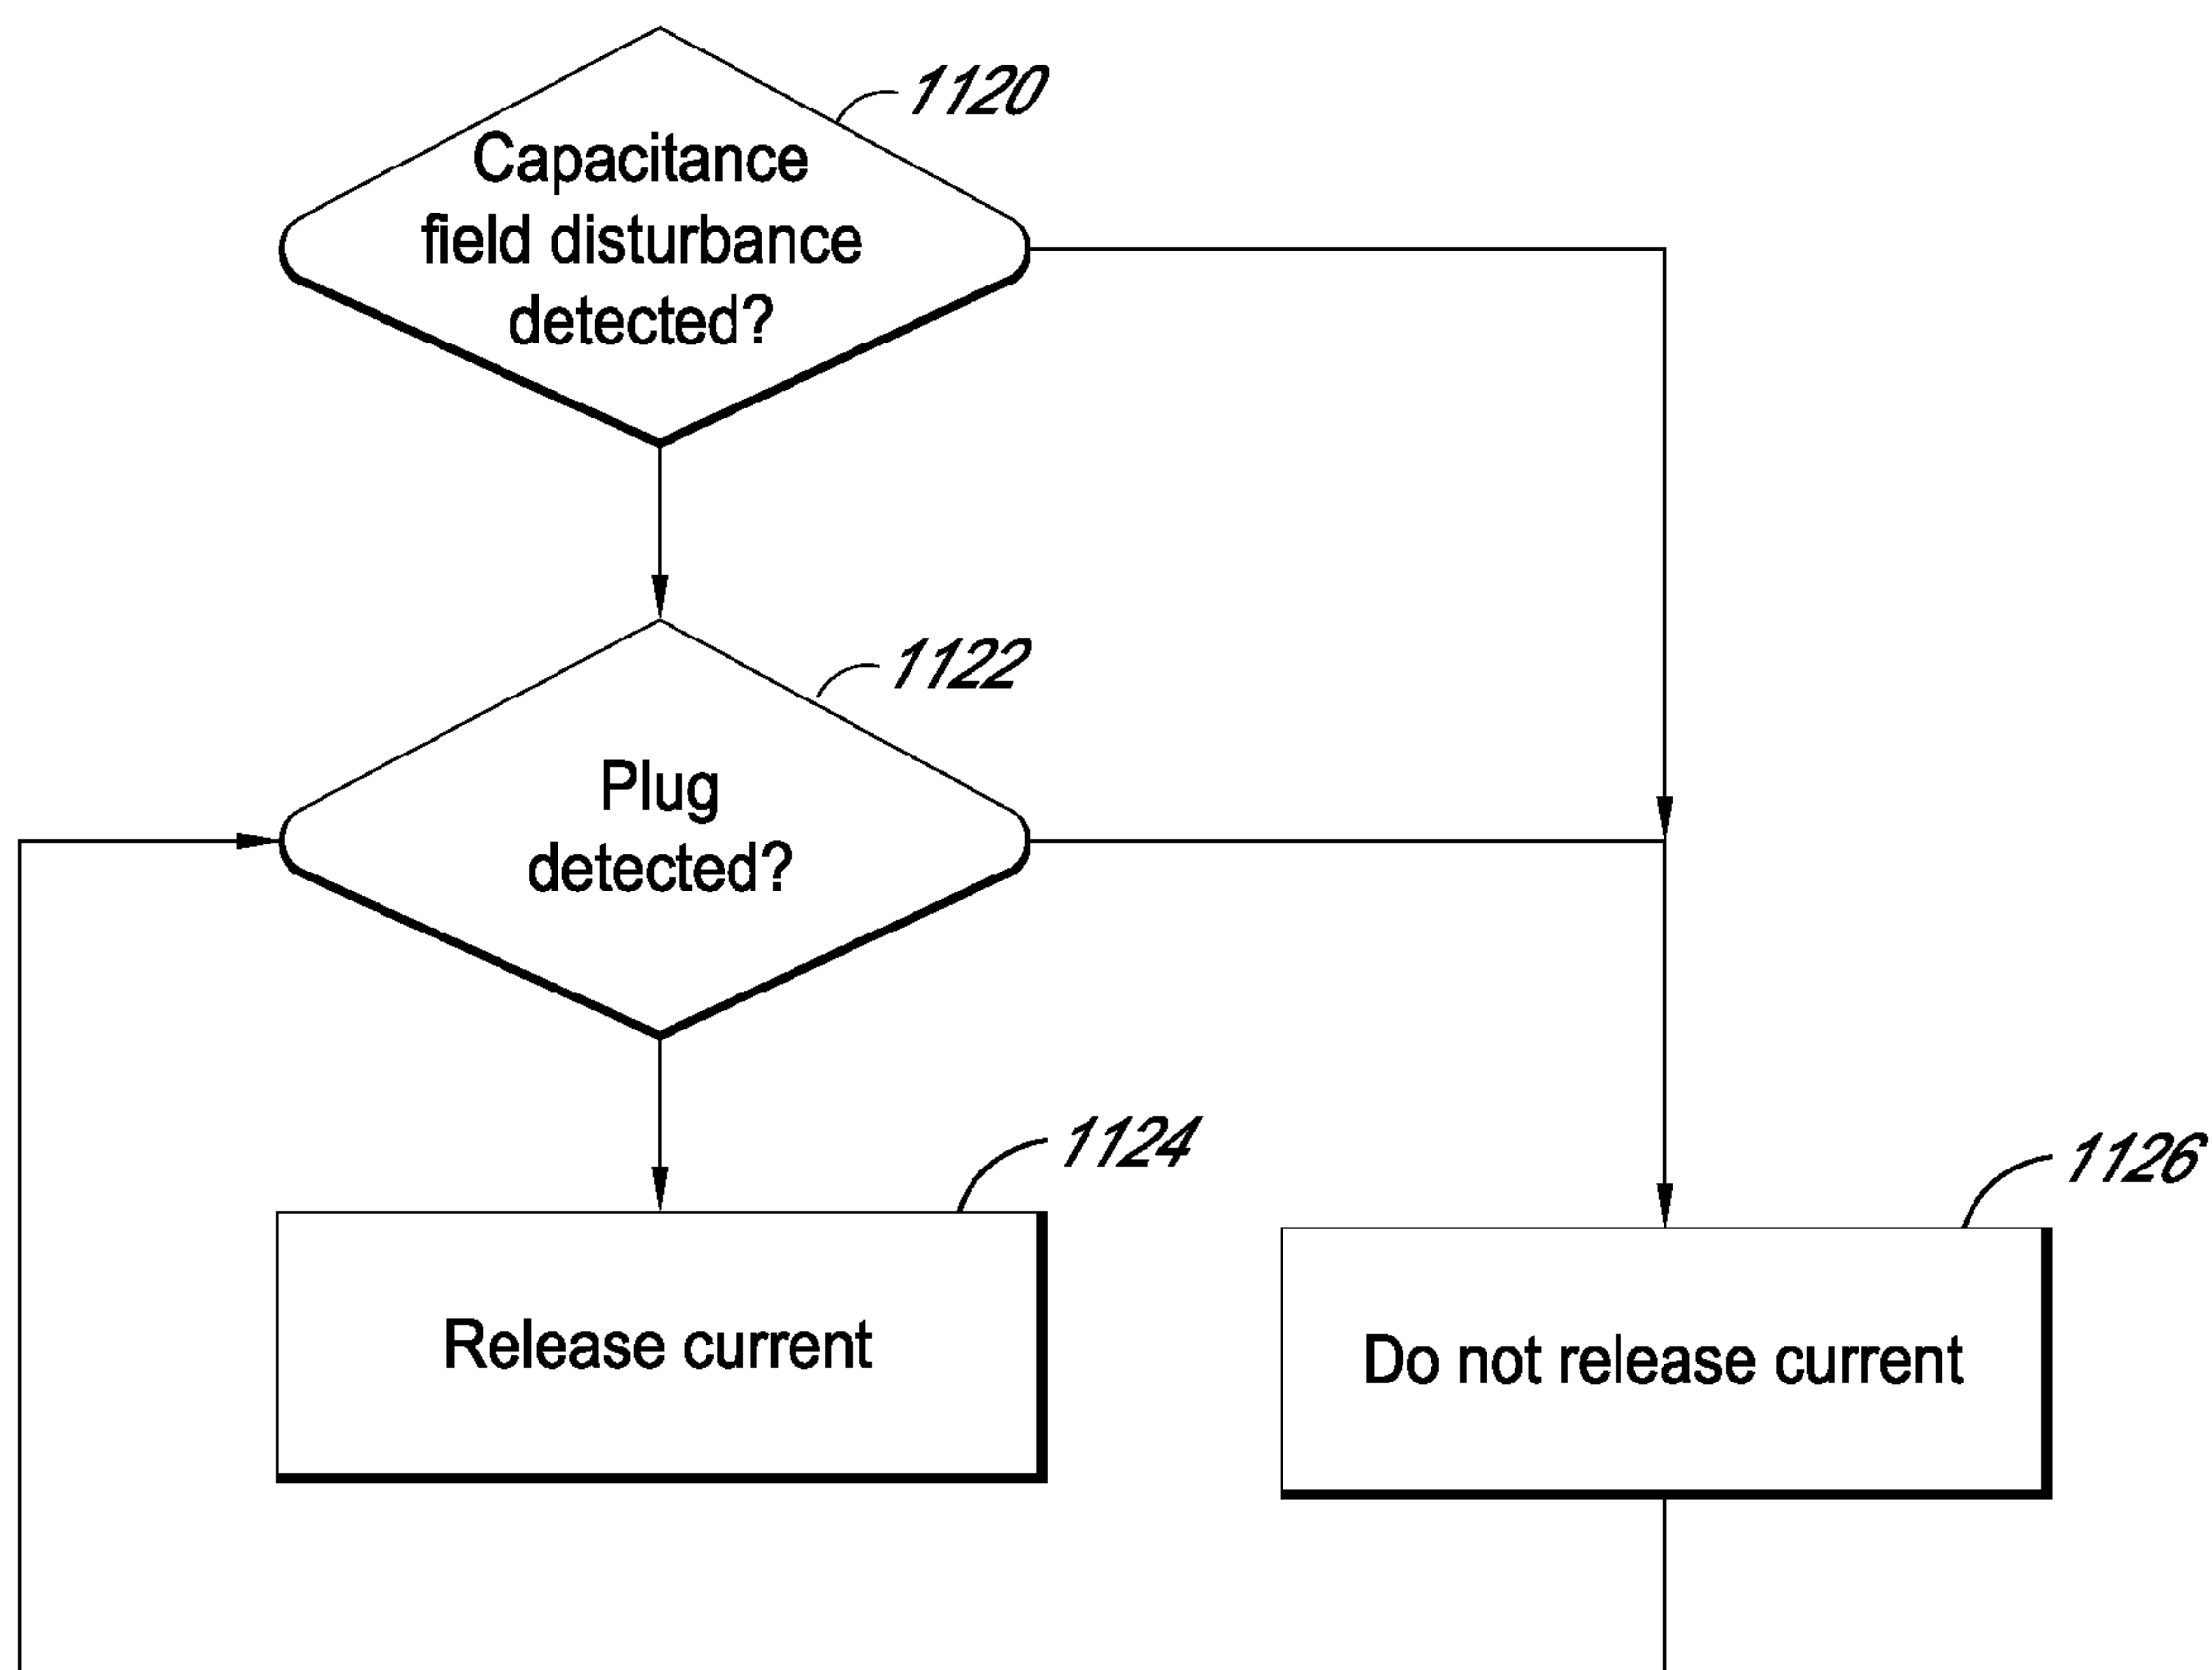 1120
Capacitance
field disturbance
detected?
1122
Plug
detected?
1124
Release current
1126
Do not release current